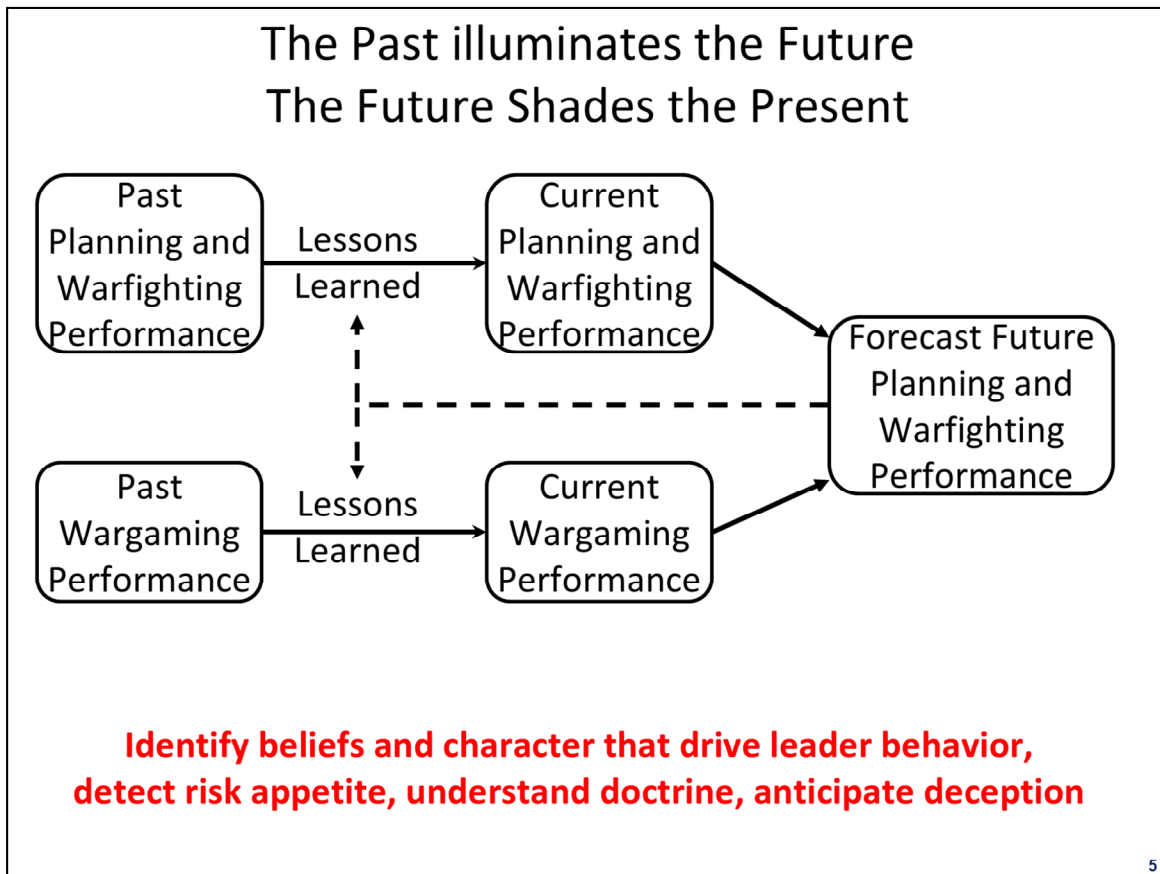 The Past illuminates the Future
The Future Shades the Present
Past
Planning and
Warfighting
Performance
Lessons
Learned
Current
Planning and
Warfighting
Performance
Forecast Future
Planning and
Warfighting
Performance
Past
Wargaming
Performance
Lessons
Learned
Current
Wargaming
Performance
Identify beliefs and character that drive leader behavior,
detect risk appetite, understand doctrine, anticipate deception
5